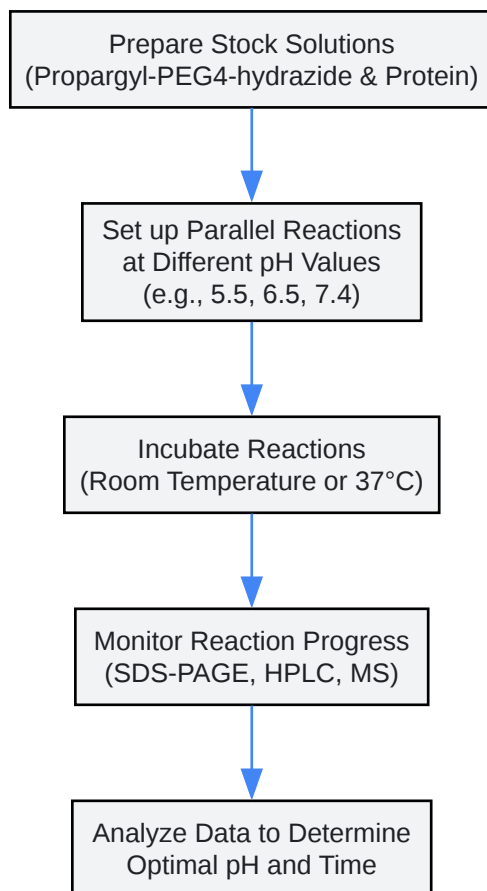 Prepare Stock Solutions
(Propargyl-PEG4-hydrazide & Protein)
Set up Parallel Reactions
at Different pH Values
(e.g., 5.5, 6.5, 7.4)
Incubate Reactions
(Room Temperature or 37°C)
Monitor Reaction Progress
(SDS-PAGE, HPLC, MS)
Analyze Data to Determine
Optimal pH and Time